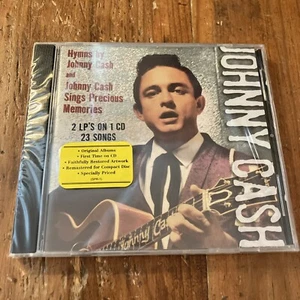 Hymns by
Johnny Cash
and
Johnny Cash
Sings Precious
Memories
2 LP'S ON 1 CD
23 SONGS
• Original Albums
• First Time on CD
• Faithfully Restored Artwork
• Remastered for Compact Disc
• Specially Priced
JOHNNY CASH
Johnny Cash